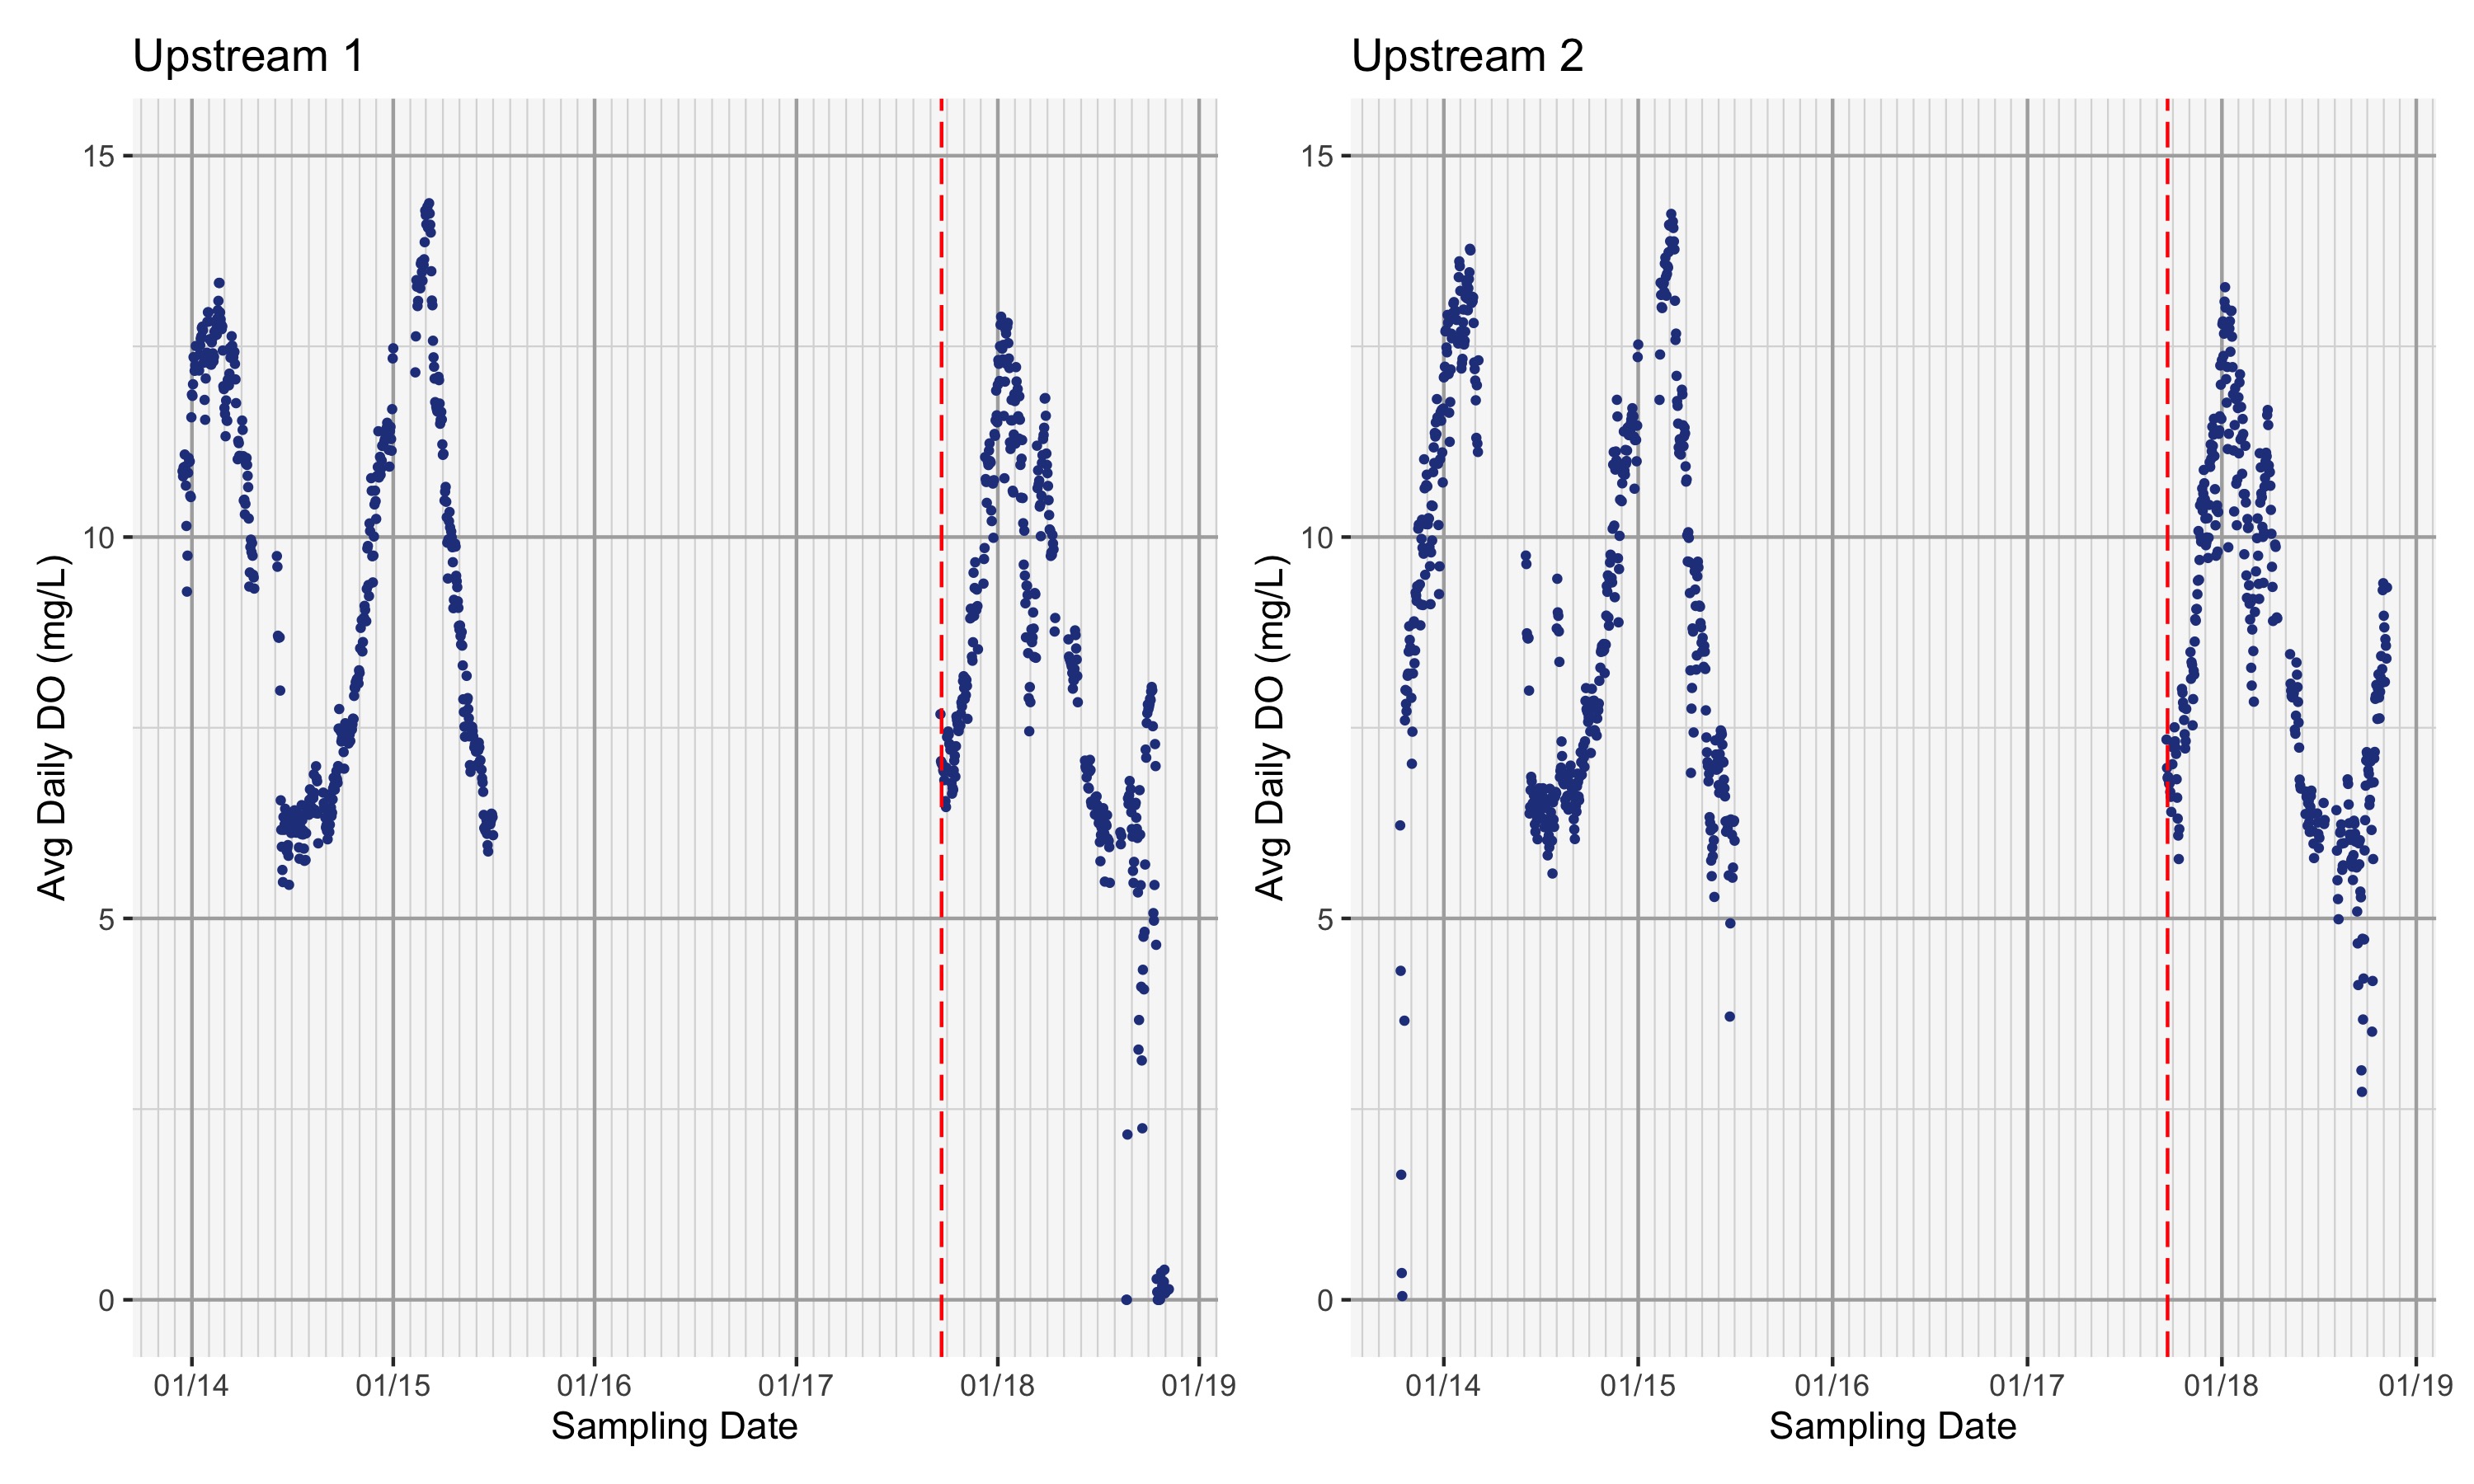 Upstream 1
Avg Daily DO (mg/L)
15
10
5
0
01/14 01/15 01/16 01/17 01/18 01/19
Sampling Date
Upstream 2
Avg Daily DO (mg/L)
15
10
5
0
01/14 01/15 01/16 01/17 01/18 01/19
Sampling Date